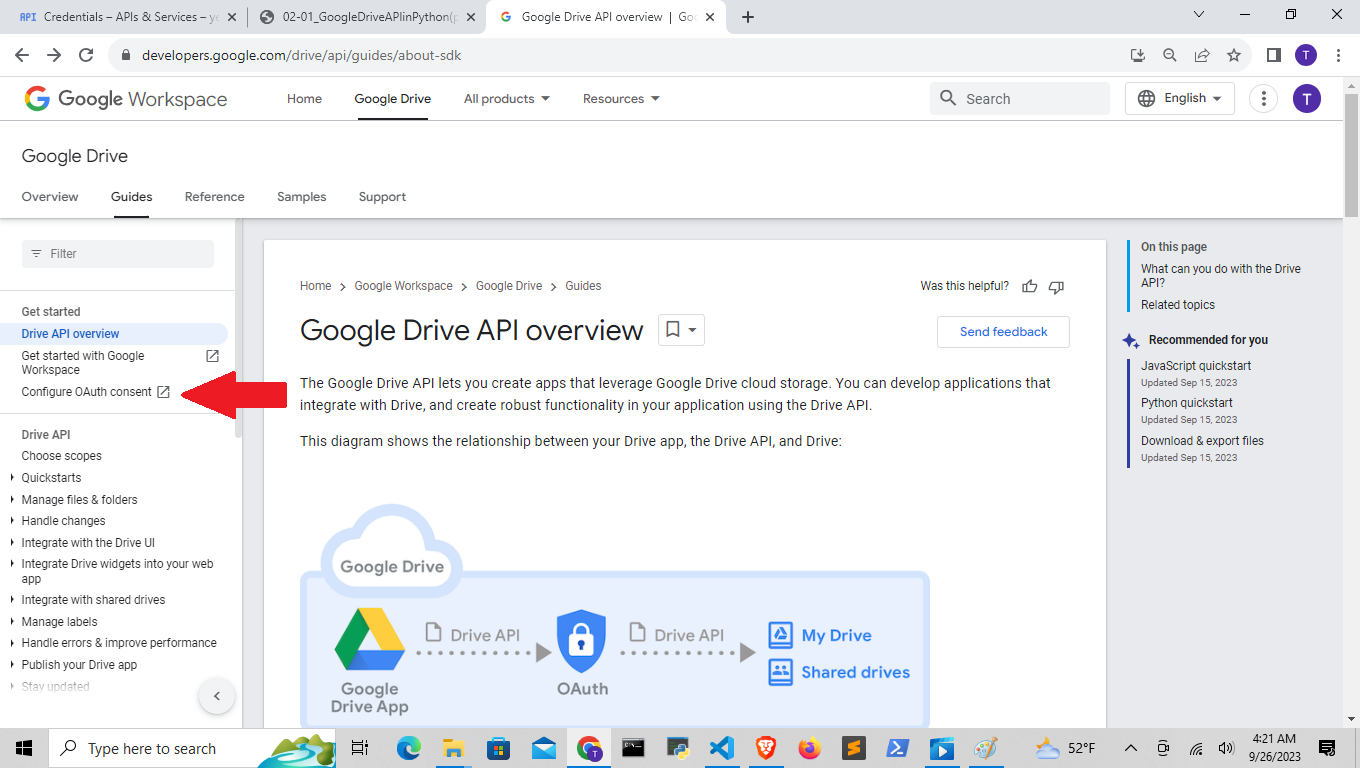 API Credentials – APIs & Services – ye
02-01_GoogleDriveAPIinPython(p
Google Drive API overview | Goo
developers.google.com/drive/api/guides/about-sdk
T
Google Workspace
Home
Google Drive
All products
Resources
Search
English
T
Google Drive
Overview
Guides
Reference
Samples
Support
Filter
Get started
Drive API overview
Get started with Google
Workspace
Configure OAuth consent
Drive API
Choose scopes
Quickstarts
Manage files & folders
Handle changes
Integrate with the Drive UI
Integrate Drive widgets into your web
app
Integrate with shared drives
Manage labels
Handle errors & improve performance
Publish your Drive app
Stay updated
Home
Google Workspace
Google Drive
Guides
Was this helpful?
Google Drive API overview
Send feedback
The Google Drive API lets you create apps that leverage Google Drive cloud storage. You can develop applications that
integrate with Drive, and create robust functionality in your application using the Drive API.
This diagram shows the relationship between your Drive app, the Drive API, and Drive:
Google Drive
Drive API
Drive API
My Drive
Shared drives
Google
Drive App
OAuth
On this page
What can you do with the Drive
API?
Related topics
Recommended for you
JavaScript quickstart
Updated Sep 15, 2023
Python quickstart
Updated Sep 15, 2023
Download & export files
Updated Sep 15, 2023
Type here to search
T
52°F
4:21 AM
9/26/2023